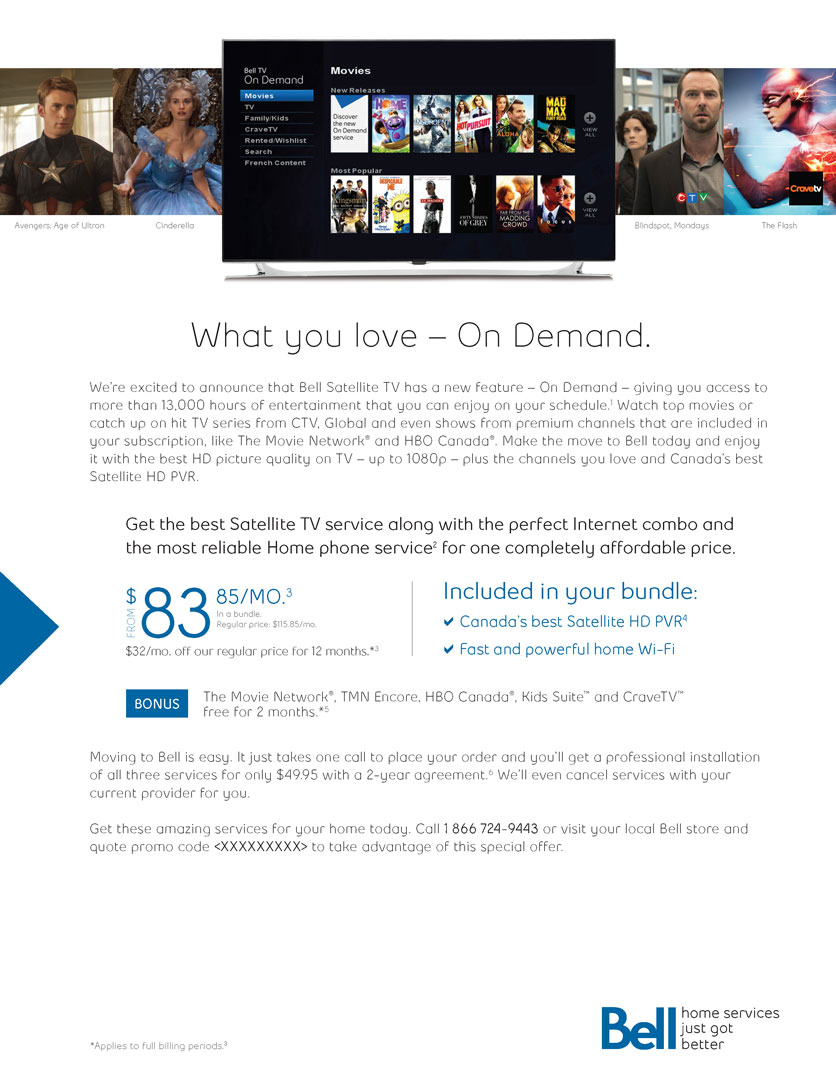 Bell TV
On Demand
Movies
TV
Family/Kids
CraveTV
Rented/Wishlist
Search
French Content
Movies
New Releases
Discover
the new
On Demand
service
HOME
INSURGENT
HOT PURSUIT
ALOHA
MAD
MAX
FURY ROAD
VIEW
ALL
Most Popular
Kingsman
DESPICABLE
ME
FIFTY SHADES
OF GREY
FAR FROM THE
MADDING
CROWD
FOCUS
VIEW
ALL
CTV
Cravetv
Avengers: Age of Ultron
Cinderella
Blindspot, Mondays
The Flash
What you love – On Demand.
We're excited to announce that Bell Satellite TV has a new feature – On Demand – giving you access to
more than 13,000 hours of entertainment that you can enjoy on your schedule.¹ Watch top movies or
catch up on hit TV series from CTV, Global and even shows from premium channels that are included in
your subscription, like The Movie Network® and HBO Canada®. Make the move to Bell today and enjoy
it with the best HD picture quality on TV – up to 1080p – plus the channels you love and Canada's best
Satellite HD PVR.
Get the best Satellite TV service along with the perfect Internet combo and
the most reliable Home phone service² for one completely affordable price.
FROM $83 85/MO.³
In a bundle.
Regular price: $115.85/mo.
$32/mo. off our regular price for 12 months.*³
Included in your bundle:
Canada's best Satellite HD PVR⁴
Fast and powerful home Wi-Fi
BONUS
The Movie Network®, TMN Encore, HBO Canada®, Kids Suite™ and CraveTV™
free for 2 months.*⁵
Moving to Bell is easy. It just takes one call to place your order and you'll get a professional installation
of all three services for only $49.95 with a 2-year agreement.⁶ We'll even cancel services with your
current provider for you.
Get these amazing services for your home today. Call 1 866 724-9443 or visit your local Bell store and
quote promo code <XXXXXXXXX> to take advantage of this special offer.
*Applies to full billing periods.³
Bell
home services
just got
better